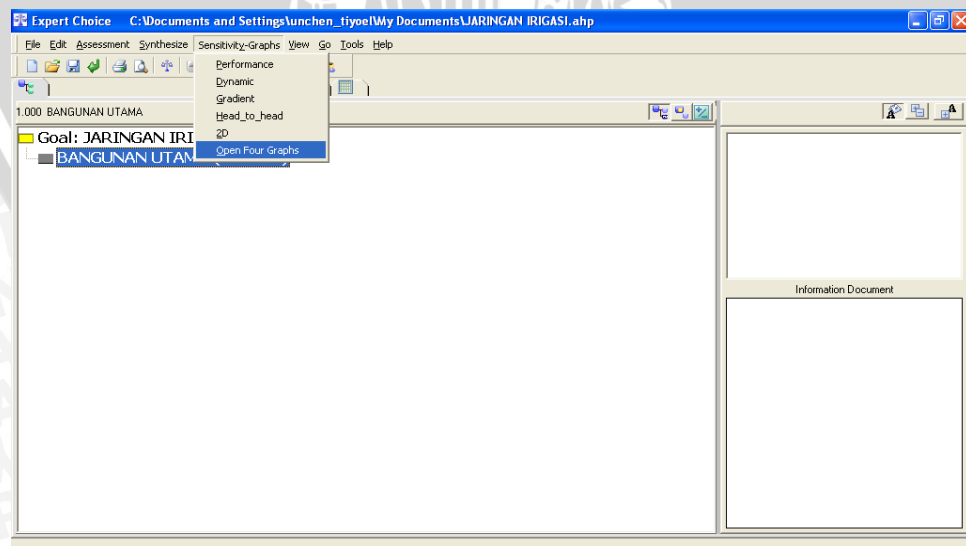 Expert Choice C:\Documents and Settings\unchen_tiyoel\My Documents\JARINGAN IRIGASI.ahp
File Edit Assessment Synthesize Sensitivity-Graphs View Go Tools Help
Performance
Dynamic
Gradient
Head_to_head
2D
Open Four Graphs
1.000 BANGUNAN UTAMA
Goal: JARINGAN IRI
BANGUNAN UTAM
Information Document